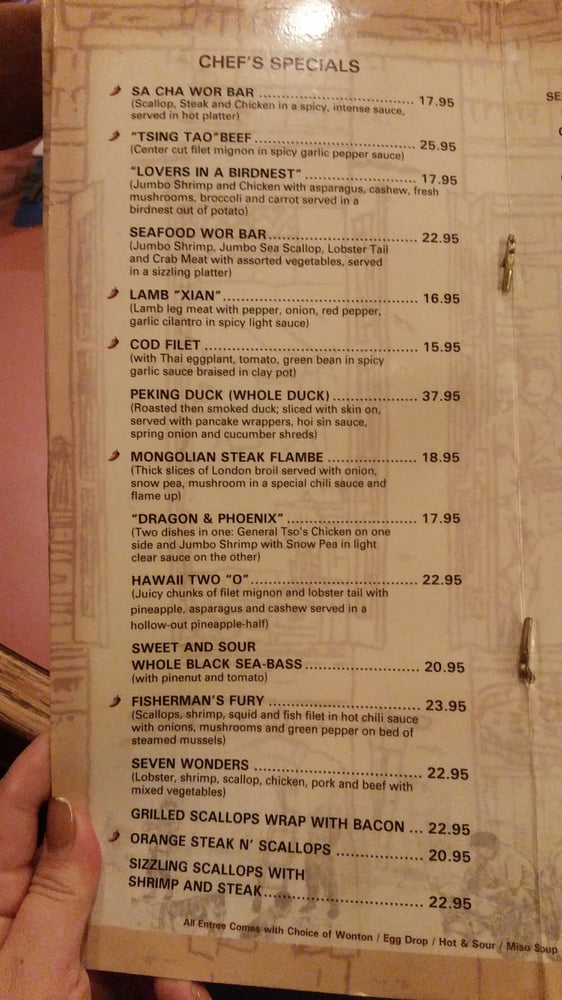 CHEF'S SPECIALS
SA CHA WOR BAR ........................................ 17.95
(Scallop, Steak and Chicken in a spicy, intense sauce,
served in hot platter)
"TSING TAO"BEEF........................................ 25.95
(Center cut filet mignon in spicy garlic pepper sauce)
"LOVERS IN A BIRDNEST"........................... 17.95
(Jumbo Shrimp and Chicken with asparagus, cashew, fresh
mushrooms, broccoli and carrot served in a
birdnest out of potato)
SEAFOOD WOR BAR................................... 22.95
(Jumbo Shrimp, Jumbo Sea Scallop, Lobster Tail
and Crab Meat with assorted vegetables, served
in a sizzling platter)
LAMB "XIAN"............................................. 16.95
(Lamb leg meat with pepper, onion, red pepper,
garlic cilantro in spicy light sauce)
COD FILET ................................................ 15.95
(with Thai eggplant, tomato, green bean in spicy
garlic sauce braised in clay pot)
PEKING DUCK (WHOLE DUCK)................... 37.95
(Roasted then smoked duck; sliced with skin on,
served with pancake wrappers, hoi sin sauce,
spring onion and cucumber shreds)
MONGOLIAN STEAK FLAMBE .................... 18.95
(Thick slices of London broil served with onion,
snow pea, mushroom in a special chili sauce and
flame up)
"DRAGON & PHOENIX"............................. 17.95
(Two dishes in one: General Tso's Chicken on one
side and Jumbo Shrimp with Snow Pea in light
clear sauce on the other)
HAWAII TWO "O"....................................... 22.95
(Juicy chunks of filet mignon and lobster tail with
pineapple, asparagus and cashew served in a
hollow-out pineapple-half)
SWEET AND SOUR
WHOLE BLACK SEA-BASS......................... 20.95
(with pinenut and tomato)
FISHERMAN'S FURY ................................. 23.95
(Scallops, shrimp, squid and fish filet in hot chili sauce
with onions, mushrooms and green pepper on bed of
steamed mussels)
SEVEN WONDERS .................................... 22.95
(Lobster, shrimp, scallop, chicken, pork and beef with
mixed vegetables)
GRILLED SCALLOPS WRAP WITH BACON ... 22.95
ORANGE STEAK N' SCALLOPS .................. 20.95
SIZZLING SCALLOPS WITH
SHRIMP AND STEAK................................. 22.95
All Entree Comes with Choice of Wonton / Egg Drop / Hot & Sour / Miso Soup
SE